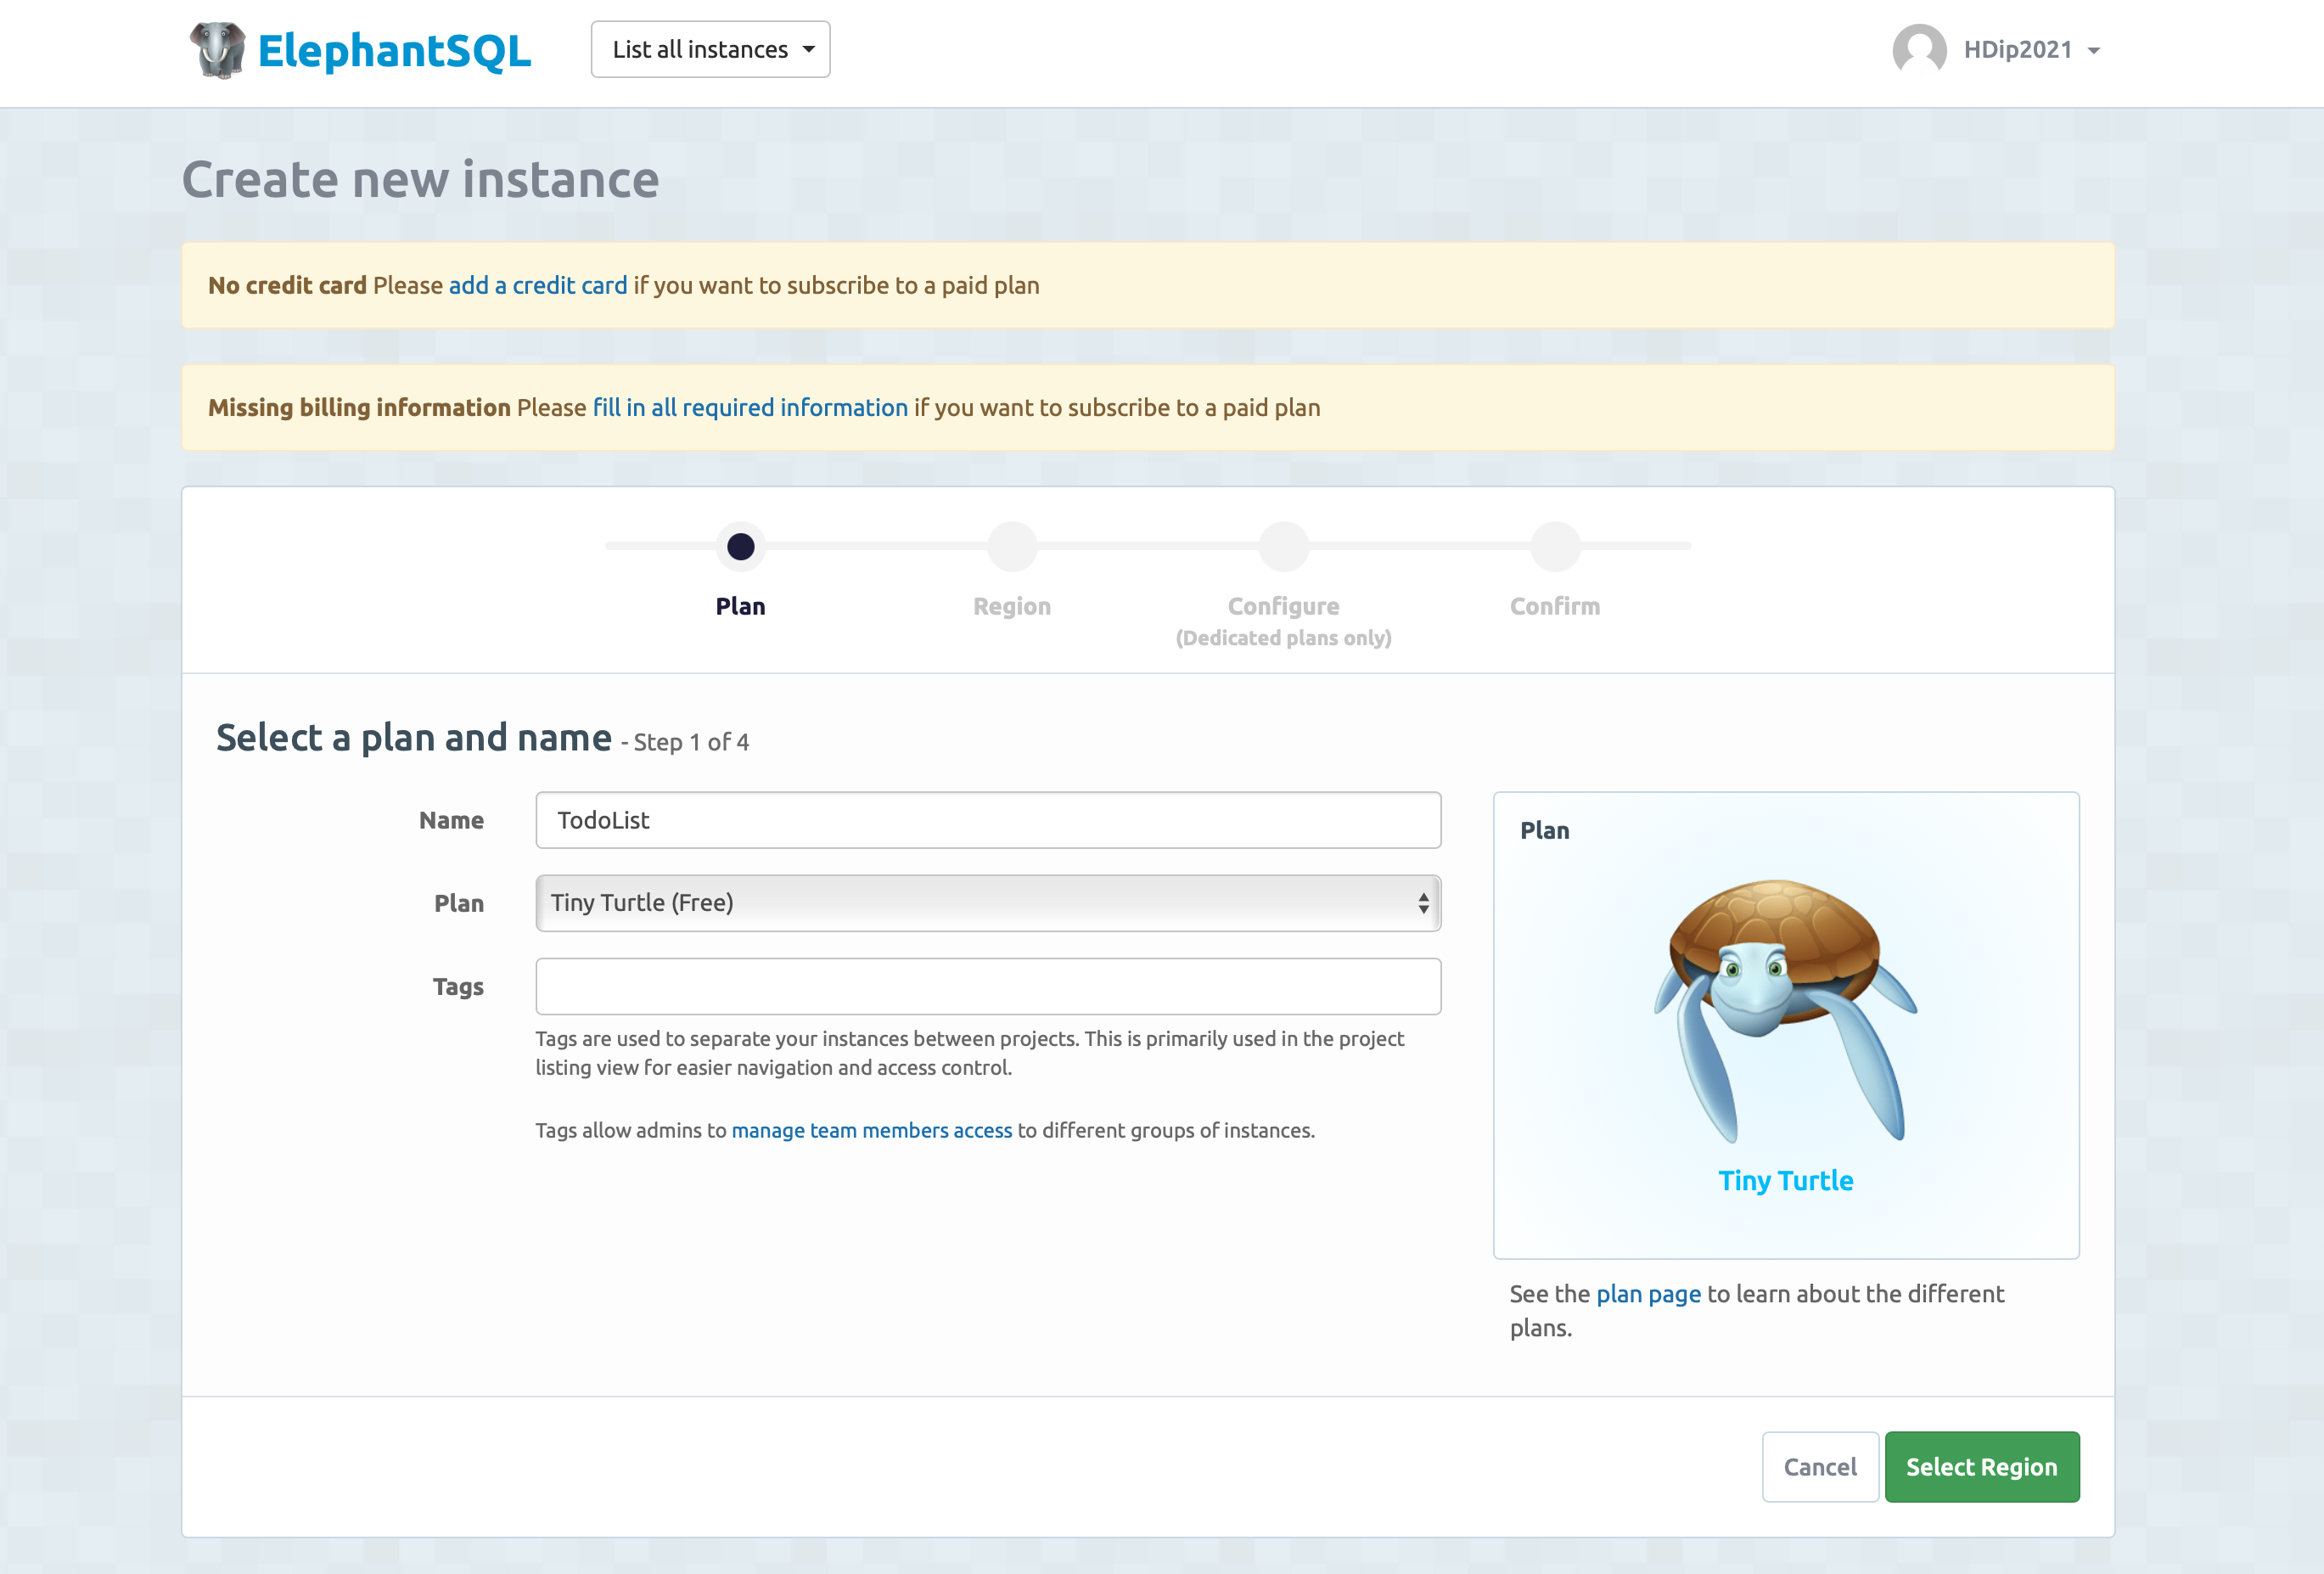 ElephantSQL
List all instances
HDip2021
Create new instance
No credit card Please add a credit card if you want to subscribe to a paid plan
Missing billing information Please fill in all required information if you want to subscribe to a paid plan
Plan
Region
Configure
(Dedicated plans only)
Confirm
Select a plan and name - Step 1 of 4
Name
TodoList
Plan
Tiny Turtle (Free)
Tags
Tags are used to separate your instances between projects. This is primarily used in the project
listing view for easier navigation and access control.
Tags allow admins to manage team members access to different groups of instances.
Plan
Tiny Turtle
See the plan page to learn about the different
plans.
Cancel
Select Region